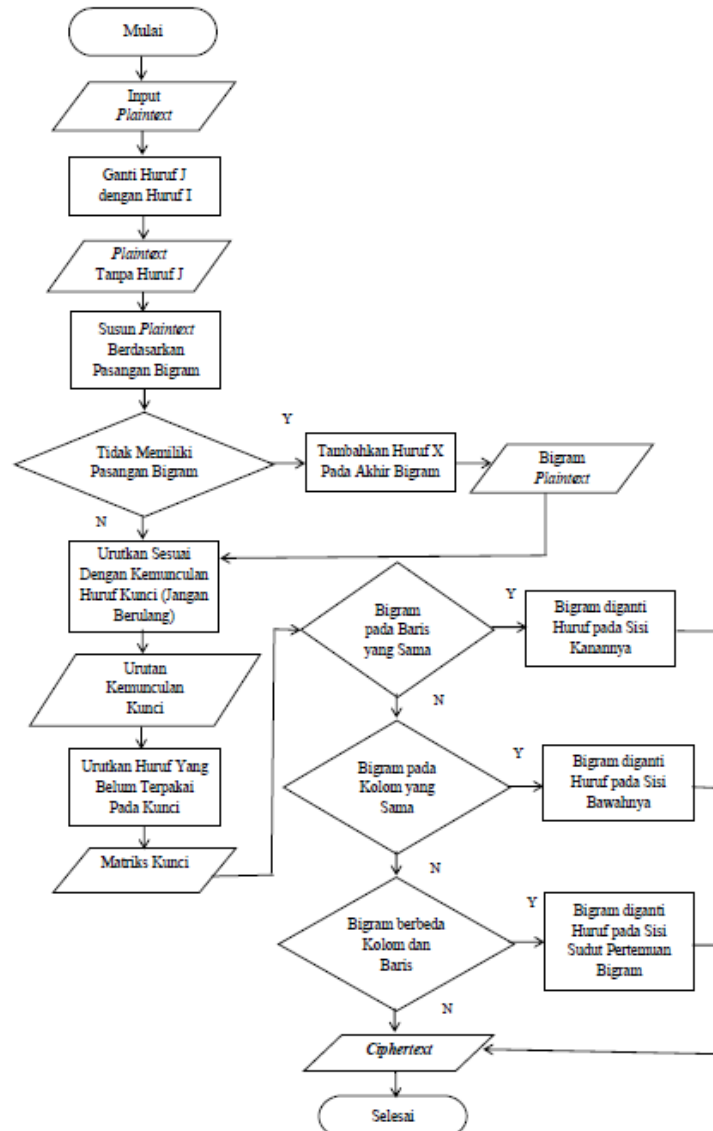 Mulai
Input
Plaintext
Ganti Huruf J
dengan Huruf I
Plaintext
Tanpa Huruf J
Susun Plaintext
Berdasarkan
Pasangan Bigram
Tidak Memiliki
Pasangan Bigram
Y
Tambahkan Huruf X
Pada Akhir Bigram
Bigram
Plaintext
N
Urutkan Sesuai
Dengan Kemunculan
Huruf Kunci (Jangan
Berulang)
Urutan
Kemunculan
Kunci
Urutkan Huruf Yang
Belum Terpakai
Pada Kunci
Matriks Kunci
Bigram
pada Baris
yang Sama
Y
Bigram diganti
Huruf pada Sisi
Kanannya
N
Bigram pada
Kolom yang
Sama
Y
Bigram diganti
Huruf pada Sisi
Bawahnya
N
Bigram berbeda
Kolom dan
Baris
Y
Bigram diganti
Huruf pada Sisi
Sudut Pertemuan
Bigram
N
Ciphertext
Selesai